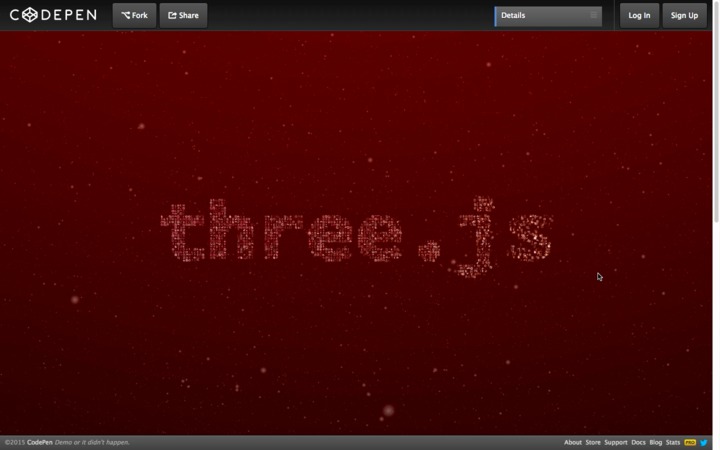 CODEPEN Fork Share Details Log In Sign Up
three.js
©2015 CodePen Demo or it didn't happen. About Store Support Docs Blog Stats PRO